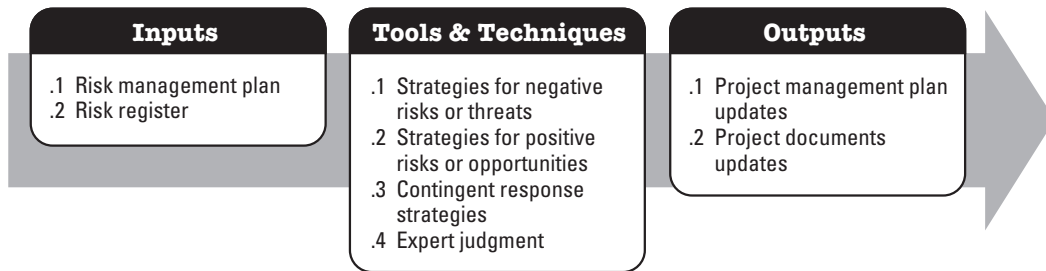 Inputs
.1 Risk management plan
.2 Risk register
Tools & Techniques
.1 Strategies for negative
risks or threats
.2 Strategies for positive
risks or opportunities
.3 Contingent response
strategies
.4 Expert judgment
Outputs
.1 Project management plan
updates
.2 Project documents
updates